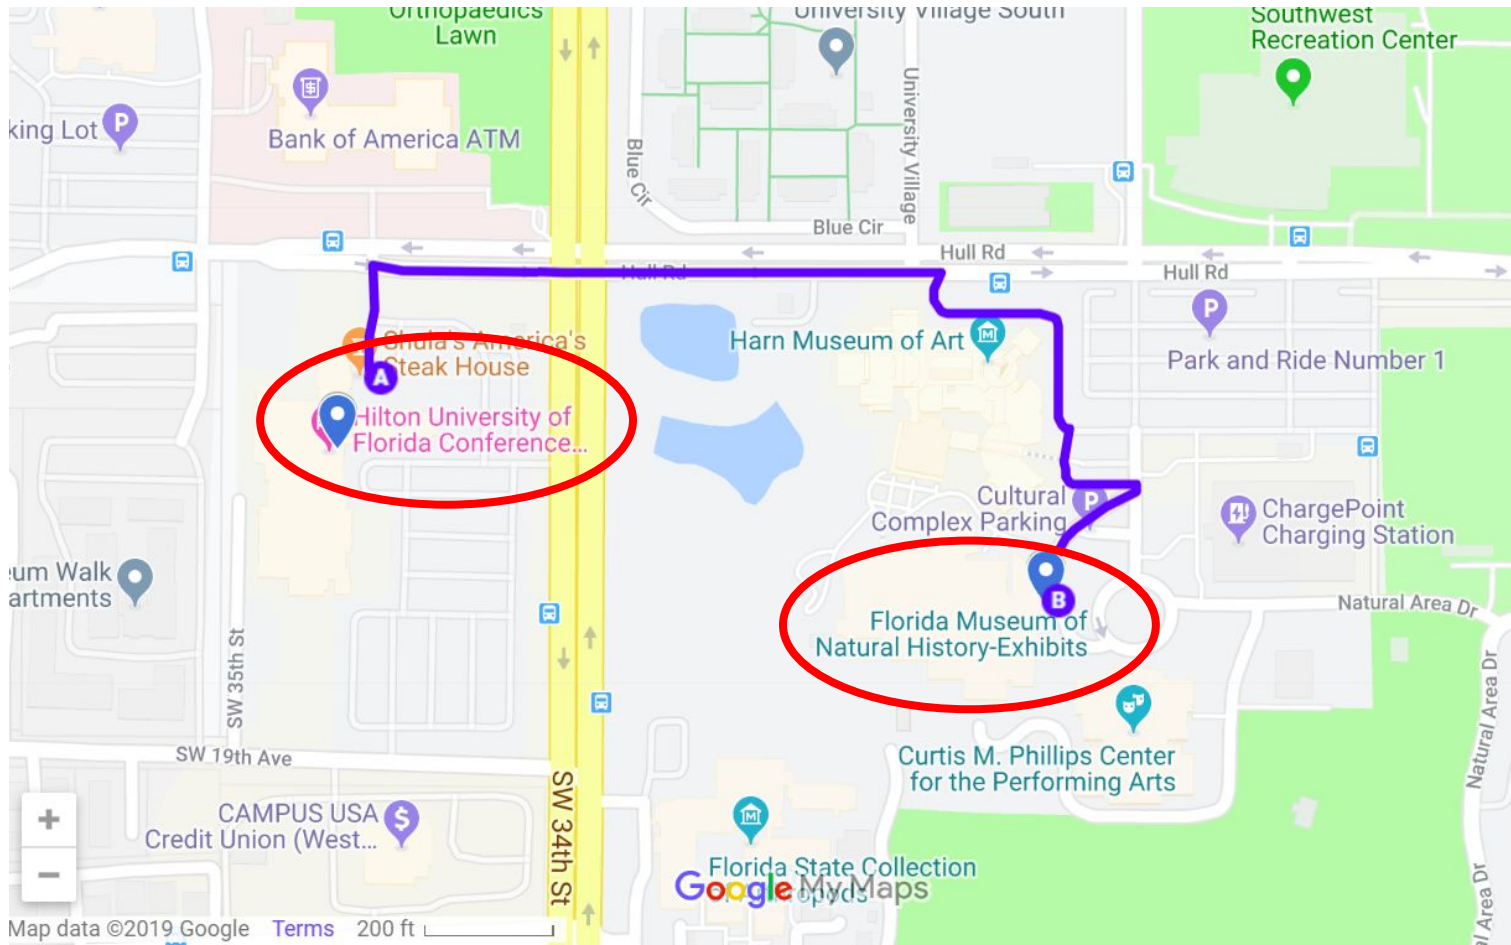 Orthopaedics
Lawn
University Village South
Southwest
Recreation Center
king Lot
P
Bank of America ATM
Blue Cir
University Village
Blue Cir
Hull Rd
Hull Rd
Hull Rd
Shula's America's
Steak House
A
Harn Museum of Art
P
Park and Ride Number 1
Hilton University of
Florida Conference...
Cultural
Complex Parking
P
ChargePoint
Charging Station
um Walk
artments
B
Florida Museum of
Natural History-Exhibits
Natural Area Dr
SW 35th St
Natural Area Dr
SW 19th Ave
Curtis M. Phillips Center
for the Performing Arts
SW 34th St
CAMPUS USA
Credit Union (West...
Florida State Collection
Google My Maps
Map data ©2019 Google Terms 200 ft
l Area Dr